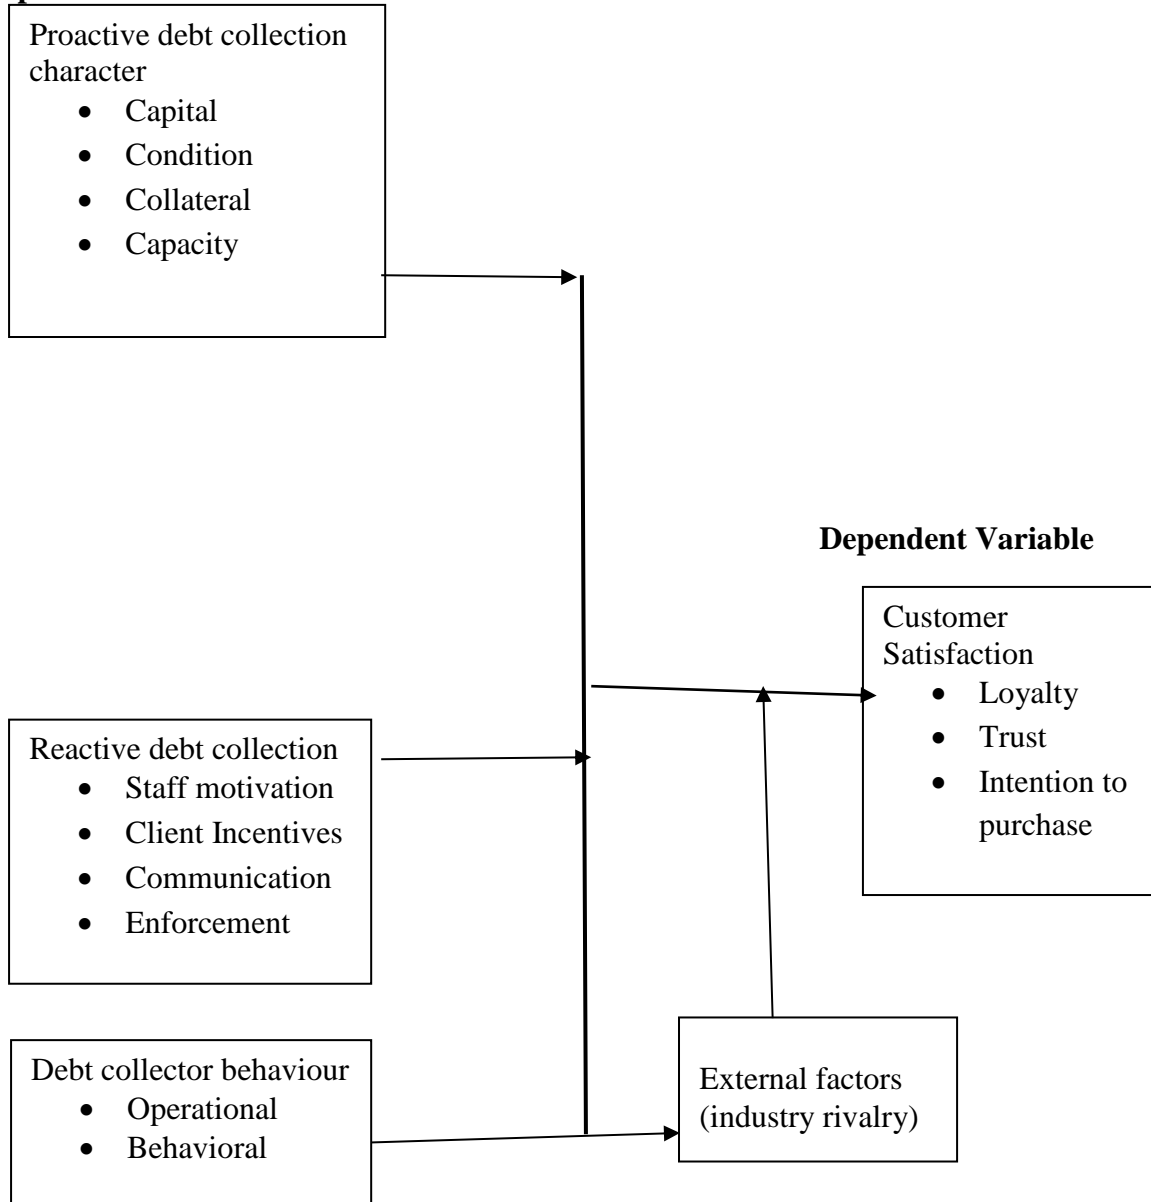 Proactive debt collection
character
• Capital
• Condition
• Collateral
• Capacity
Dependent Variable
Customer
Satisfaction
• Loyalty
• Trust
• Intention to
purchase
Reactive debt collection
• Staff motivation
• Client Incentives
• Communication
• Enforcement
Debt collector behaviour
• Operational
• Behavioral
External factors
(industry rivalry)